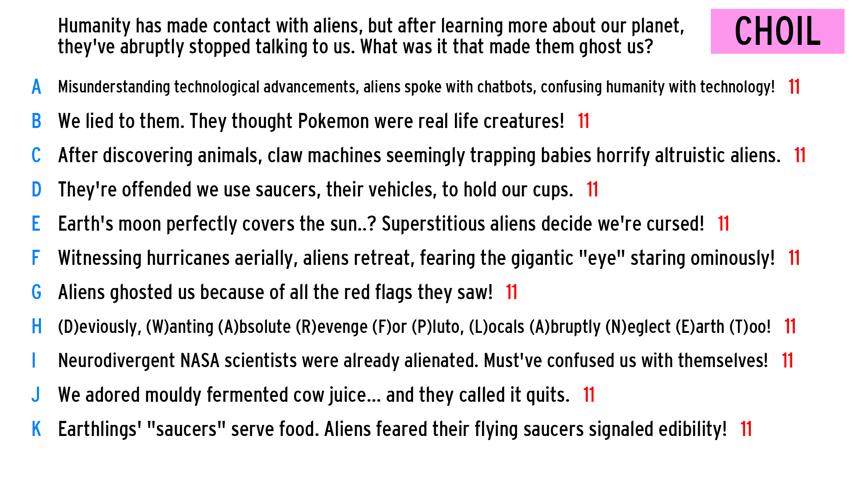 Humanity has made contact with aliens, but after learning more about our planet,
they've abruptly stopped talking to us. What was it that made them ghost us?
CHOIL
A Misunderstanding technological advancements, aliens spoke with chatbots, confusing humanity with technology! 11
B We lied to them. They thought Pokemon were real life creatures! 11
C After discovering animals, claw machines seemingly trapping babies horrify altruistic aliens. 11
D They're offended we use saucers, their vehicles, to hold our cups. 11
E Earth's moon perfectly covers the sun..? Superstitious aliens decide we're cursed! 11
F Witnessing hurricanes aerially, aliens retreat, fearing the gigantic "eye" staring ominously! 11
G Aliens ghosted us because of all the red flags they saw! 11
H (D)eviously, (W)anting (A)bsolute (R)evenge (F)or (P)luto, (L)ocals (A)bruptly (N)eglect (E)arth (T)oo! 11
I Neurodivergent NASA scientists were already alienated. Must've confused us with themselves! 11
J We adored mouldy fermented cow juice... and they called it quits. 11
K Earthlings' "saucers" serve food. Aliens feared their flying saucers signaled edibility! 11